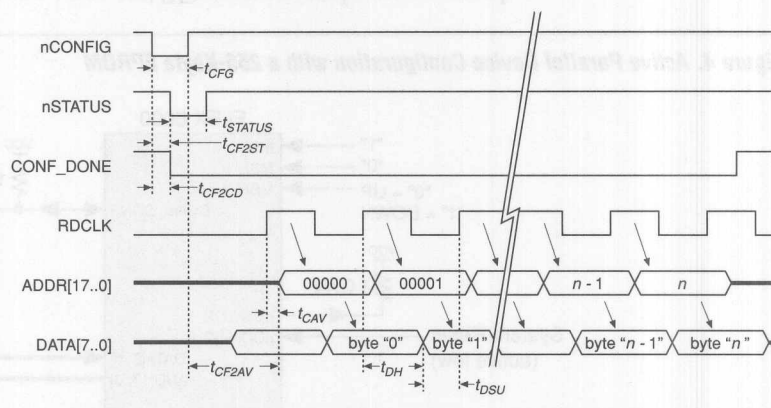 nCONFIG
tCFG
nSTATUS
tSTATUS
tCF2ST
CONF_DONE
tCF2CD
RDCLK
ADDR[17..0] 00000 00001 n - 1 n
tCAV
DATA[7..0] byte "0" byte "1" byte "n - 1" byte "n"
tCF2AV tDH tDSU